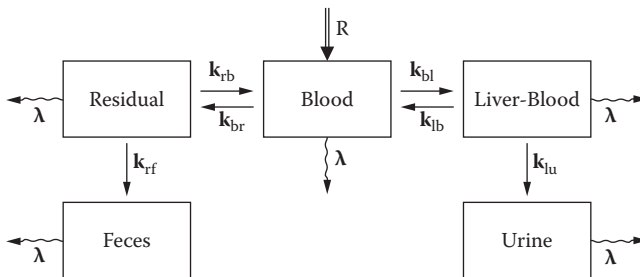 R
k_rb
k_bl
Residual
Blood
Liver-Blood
λ
k_br
k_lb
λ
k_rf
λ
k_lu
Feces
Urine
λ
λ